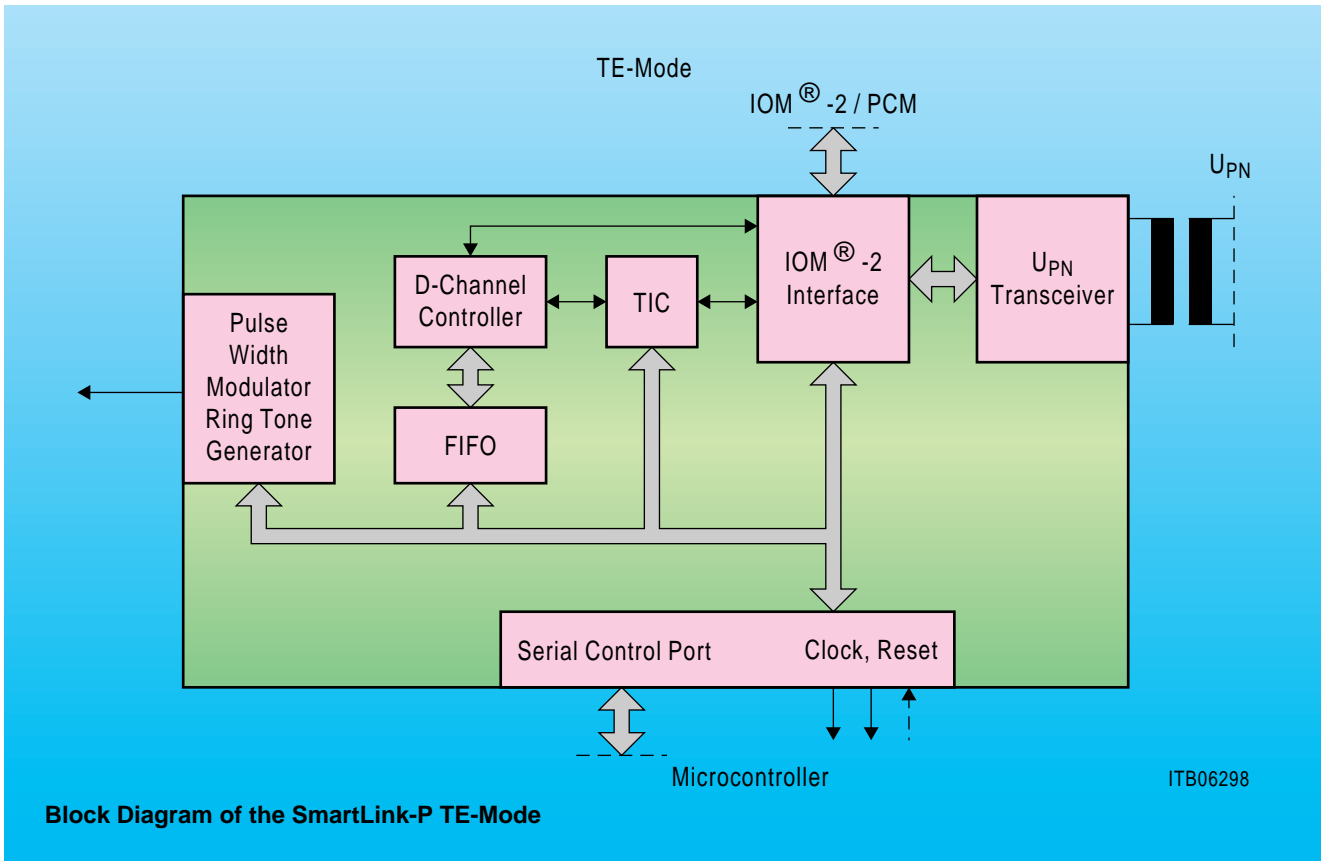 TE-Mode
IOM ® -2 / PCM
UPN
D-Channel
Controller
TIC
IOM ® -2
Interface
UPN
Transceiver
Pulse
Width
Modulator
Ring Tone
Generator
FIFO
Serial Control Port
Clock, Reset
Microcontroller
ITB06298
Block Diagram of the SmartLink-P TE-Mode